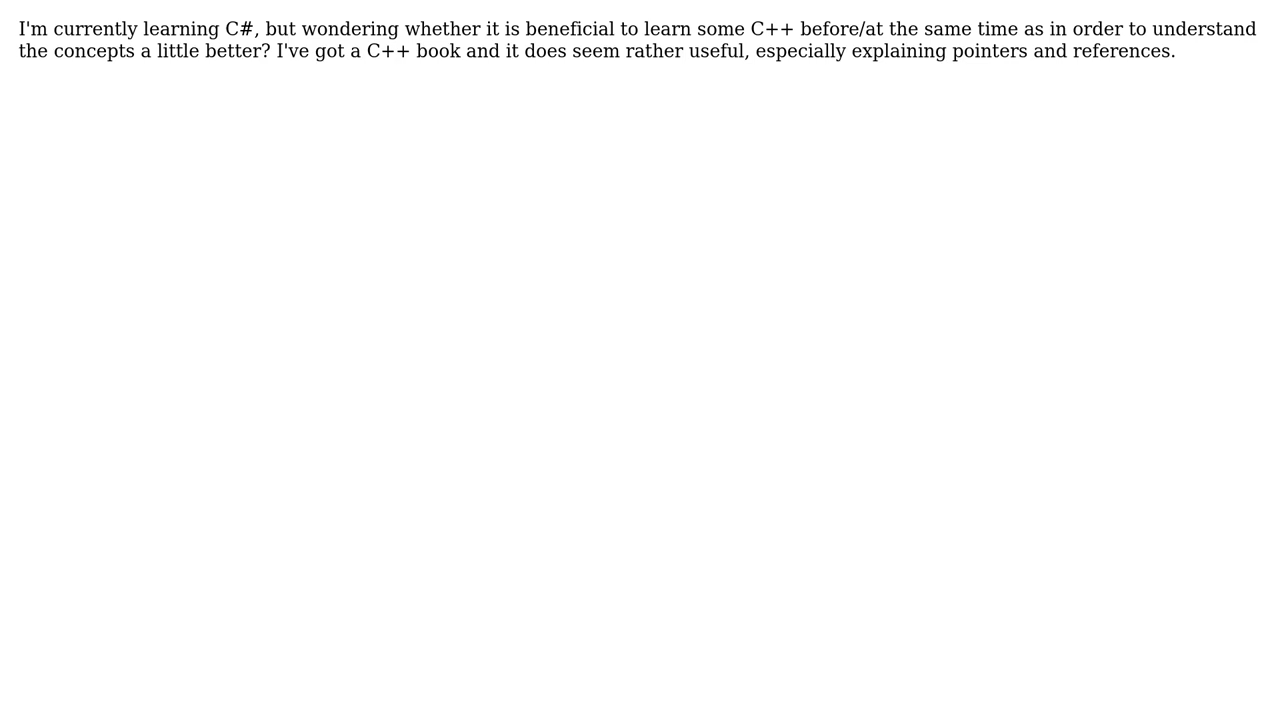 I'm currently learning C#, but wondering whether it is beneficial to learn some C++ before/at the same time as in order to understand
the concepts a little better? I've got a C++ book and it does seem rather useful, especially explaining pointers and references.